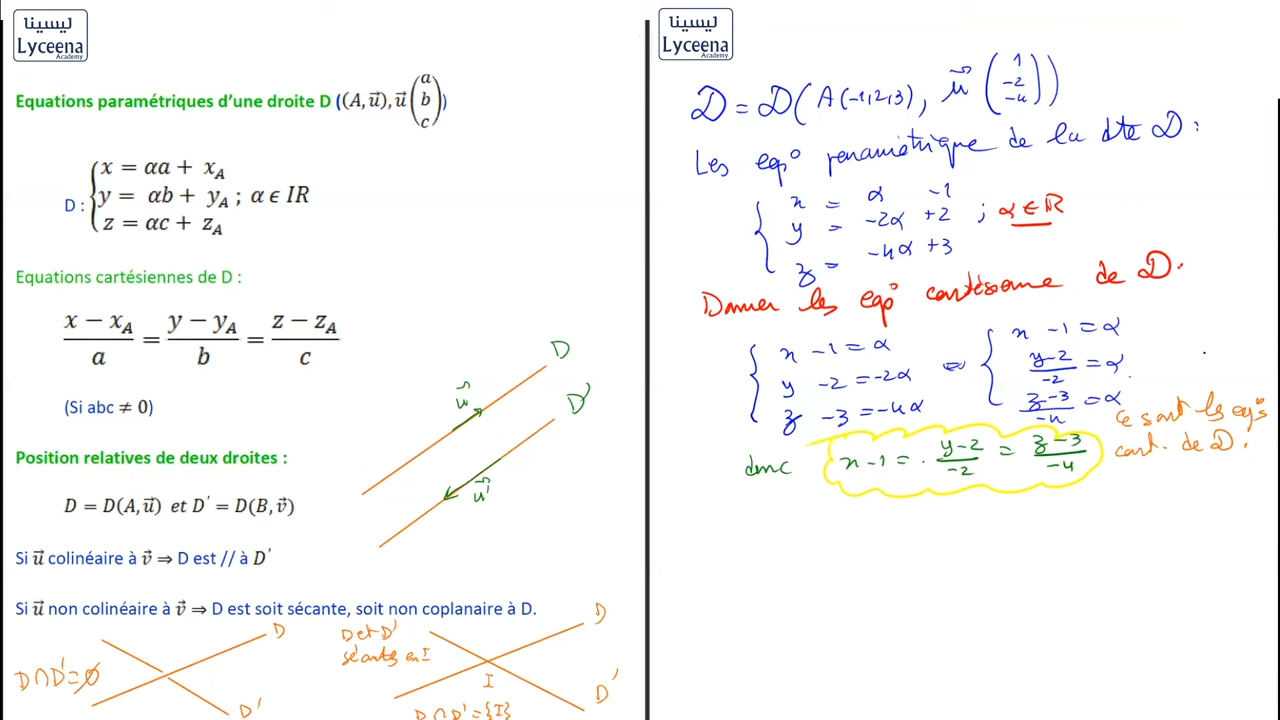 ليسينا
Lyceena
Academy
Equations paramétriques d'une droite D ((A, u⃗), u⃗ (a b c))
D : { x = αa + x_A
y = αb + y_A ; α ϵ IR
z = αc + z_A
Equations cartésiennes de D :
(x − x_A)/a = (y − y_A)/b = (z − z_A)/c
(Si abc ≠ 0)
D
u⃗
D'
u⃗'
Position relatives de deux droites :
D = D(A, u⃗) et D' = D(B, v⃗)
Si u⃗ colinéaire à v⃗ ⇒ D est // à D'
Si u⃗ non colinéaire à v⃗ ⇒ D est soit sécante, soit non coplanaire à D.
D
D∩D'=∅
D'
D et D'
séantes en I
D
I
D'
D∩D'={I}
ليسينا
Lyceena
Academy
D = D(A(-1,2,3), u⃗ (1 -2 -4))
Les eq° paramétrique de la dte D :
{ x = α -1
y = -2α +2 ; α ∈ ℝ
z = -4α +3
Donner les eq° cartésienne de D.
{ x -1 = α ⇔ { x -1 = α
y -2 = -2α (y-2)/-2 = α
z -3 = -4α (z-3)/-4 = α
donc x -1 = . (y-2)/-2 = (z-3)/-4
ce sont les eq°s
cart. de D.